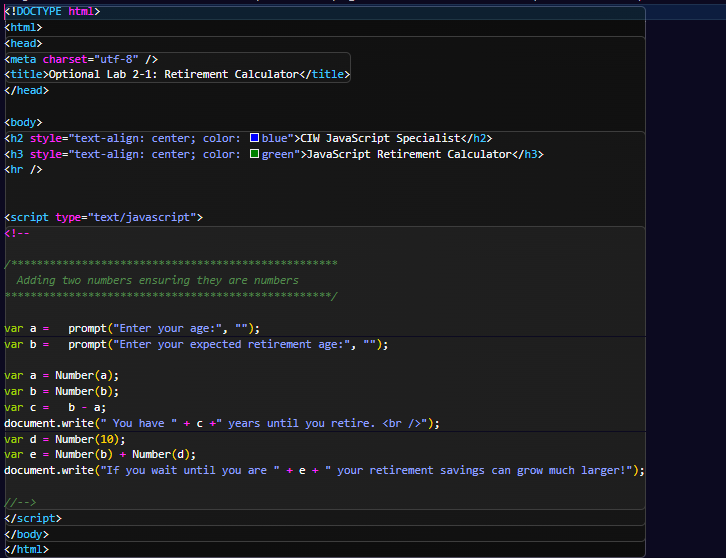 <!DOCTYPE html>
<html>
<head>
<meta charset="utf-8" />
<title>Optional Lab 2-1: Retirement Calculator</title>
</head>
<body>
<h2 style="text-align: center; color: blue">CIW JavaScript Specialist</h2>
<h3 style="text-align: center; color: green">JavaScript Retirement Calculator</h3>
<hr />
<script type="text/javascript">
<!--
/***************************************************
  Adding two numbers ensuring they are numbers
***************************************************/
var a =   prompt("Enter your age:", "");
var b =   prompt("Enter your expected retirement age:", "");
var a = Number(a);
var b = Number(b);
var c =   b - a;
document.write(" You have " + c +" years until you retire. <br />");
var d = Number(10);
var e = Number(b) + Number(d);
document.write("If you wait until you are " + e + " your retirement savings can grow much larger!");
//-->
</script>
</body>
</html>